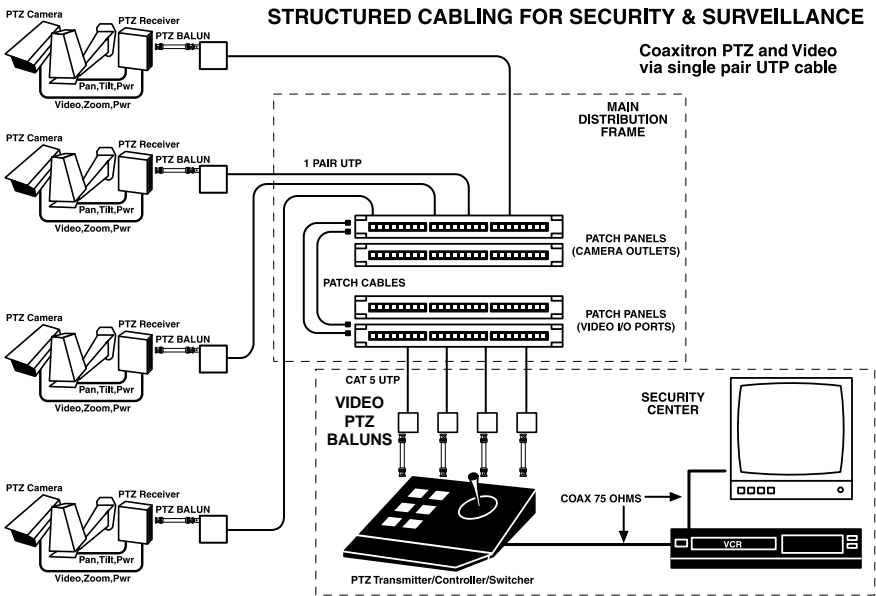 STRUCTURED CABLING FOR SECURITY & SURVEILLANCE
Coaxitron PTZ and Video
via single pair UTP cable
PTZ Camera
PTZ Receiver
PTZ BALUN
Pan,Tilt,Pwr
Video,Zoom,Pwr
MAIN
DISTRIBUTION
FRAME
PTZ Camera
PTZ Receiver
PTZ BALUN
Pan,Tilt,Pwr
Video,Zoom,Pwr
1 PAIR UTP
PATCH PANELS
(CAMERA OUTLETS)
PATCH CABLES
PATCH PANELS
(VIDEO I/O PORTS)
PTZ Camera
PTZ Receiver
PTZ BALUN
Pan,Tilt,Pwr
Video,Zoom,Pwr
CAT 5 UTP
VIDEO
PTZ
BALUNS
SECURITY
CENTER
PTZ Camera
PTZ Receiver
PTZ BALUN
Pan,Tilt,Pwr
Video,Zoom,Pwr
COAX 75 OHMS
VCR
PTZ Transmitter/Controller/Switcher